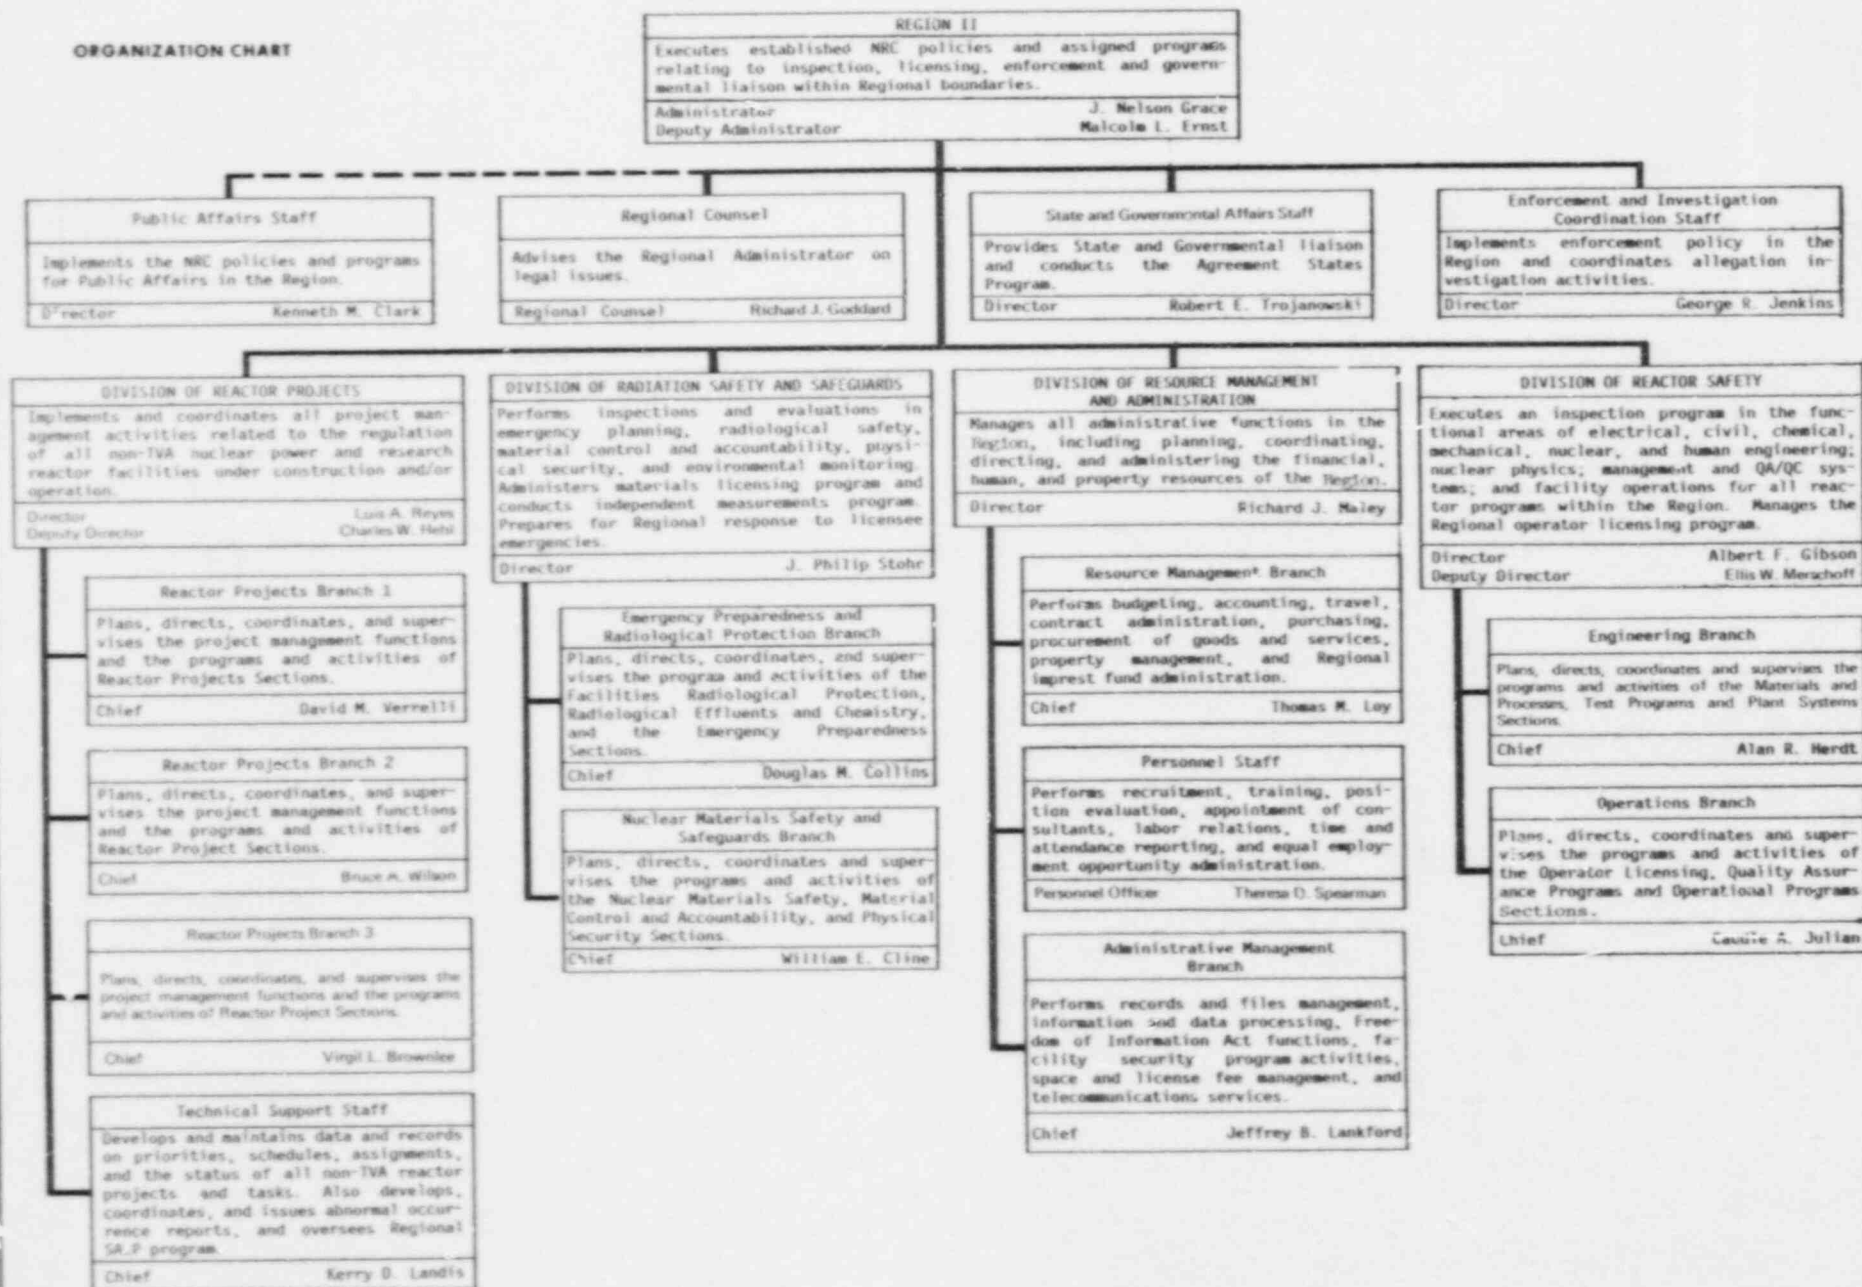 ORGANIZATION CHART
REGION II
Executes established NRC policies and assigned programs
relating to inspection, licensing, enforcement and govern-
mental liaison within Regional boundaries.
Administrator J. Nelson Grace
Deputy Administrator Malcolm L. Ernst
Public Affairs Staff
Implements the NRC policies and programs
for Public Affairs in the Region.
Director Kenneth M. Clark
Regional Counsel
Advises the Regional Administrator on
legal issues.
Regional Counsel Richard J. Goddard
State and Governmental Affairs Staff
Provides State and Governmental liaison
and conducts the Agreement States
Program.
Director Robert E. Trojanowski
Enforcement and Investigation
Coordination Staff
Implements enforcement policy in the
Region and coordinates allegation in-
vestigation activities.
Director George R. Jenkins
DIVISION OF REACTOR PROJECTS
Implements and coordinates all project man-
agement activities related to the regulation
of all non-TVA nuclear power and research
reactor facilities under construction and/or
operation.
Director Luis A. Reyes
Deputy Director Charles W. Hehl
Reactor Projects Branch 1
Plans, directs, coordinates, and super-
vises the project management functions
and the programs and activities of
Reactor Projects Sections.
Chief David M. Verrelli
Reactor Projects Branch 2
Plans, directs, coordinates, and super-
vises the project management functions
and the programs and activities of
Reactor Project Sections.
Chief Bruce A. Wilson
Reactor Projects Branch 3
Plans, directs, coordinates, and supervises the
project management functions and the programs
and activities of Reactor Project Sections.
Chief Virgil L. Brownlee
Technical Support Staff
Develops and maintains data and records
on priorities, schedules, assignments,
and the status of all non-TVA reactor
projects and tasks. Also develops,
coordinates, and issues abnormal occur-
rence reports, and oversees Regional
program.
Chief Kerry D. Landis
DIVISION OF RADIATION SAFETY AND SAFEGUARDS
Performs inspections and evaluations in
emergency planning, radiological safety,
material control and accountability, physi-
cal security, and environmental monitoring.
Administers materials licensing program and
conducts independent measurements program.
Prepares for Regional response to licensee
emergencies.
Director J. Philip Stohr
Emergency Preparedness and
Radiological Protection Branch
Plans, directs, coordinates, and super-
vises the program and activities of the
Facilities Radiological Protection,
Radiological Effluents and Chemistry,
and the Emergency Preparedness
Sections.
Chief Douglas M. Collins
Nuclear Materials Safety and
Safeguards Branch
Plans, directs, coordinates and super-
vises the programs and activities of
the Nuclear Materials Safety, Material
Control and Accountability, and Physical
Security Sections.
Chief William E. Cline
DIVISION OF RESOURCE MANAGEMENT
AND ADMINISTRATION
Manages all administrative functions in the
Region, including planning, coordinating,
directing, and administering the financial,
human, and property resources of the Region.
Director Richard J. Maley
Resource Management Branch
Performs budgeting, accounting, travel,
contract administration, purchasing,
procurement of goods and services,
property management, and Regional
imprest fund administration.
Chief Thomas M. Loy
Personnel Staff
Performs recruitment, training, posi-
tion evaluation, appointment of con-
sultants, labor relations, time and
attendance reporting, and equal employ-
ment opportunity administration.
Personnel Officer Theresa D. Spearman
Administrative Management
Branch
Performs records and files management,
information and data processing, Free-
dom of Information Act functions, fa-
cility security program activities,
space and license fee management, and
telecommunications services.
Chief Jeffrey B. Lankford
DIVISION OF REACTOR SAFETY
Executes an inspection program in the func-
tional areas of electrical, civil, chemical,
mechanical, nuclear, and human engineering;
nuclear physics; management and QA/QC sys-
tems; and facility operations for all reac-
tor programs within the Region. Manages the
Regional operator licensing program.
Director Albert F. Gibson
Deputy Director Ellis W. Merschoff
Engineering Branch
Plans, directs, coordinates and supervises the
programs and activities of the Materials and
Processes, Test Programs and Plant Systems
Sections.
Chief Alan R. Herdt
Operations Branch
Plans, directs, coordinates and super-
vises the programs and activities of
the Operator Licensing, Quality Assur-
ance Programs and Operational Programs
Sections.
Chief A. Julian